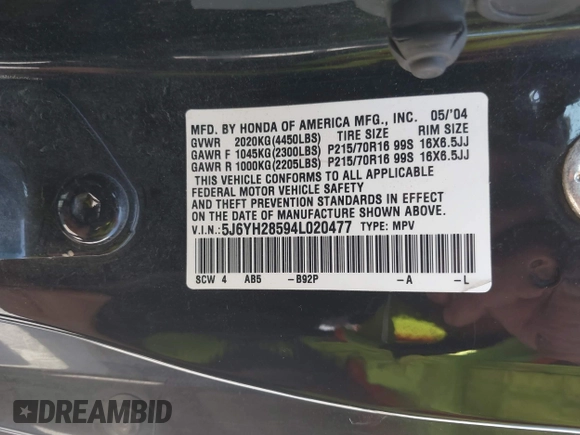 MFD. BY HONDA OF AMERICA MFG., INC. 05/'04
GVWR 2020KG(4450LBS) TIRE SIZE RIM SIZE
GAWR F 1045KG(2300LBS) P215/70R16 99S 16X6.5JJ
GAWR R 1000KG(2205LBS) P215/70R16 99S 16X6.5JJ
THIS VEHICLE CONFORMS TO ALL APPLICABLE
FEDERAL MOTOR VEHICLE SAFETY
AND THEFT PREVENTION STANDARDS IN EFFECT
ON THE DATE OF MANUFACTURE SHOWN ABOVE.
V.I.N.: 5J6YH28594L020477 TYPE: MPV
SCW 4 AB5 -B92P -A -L
DREAMBID